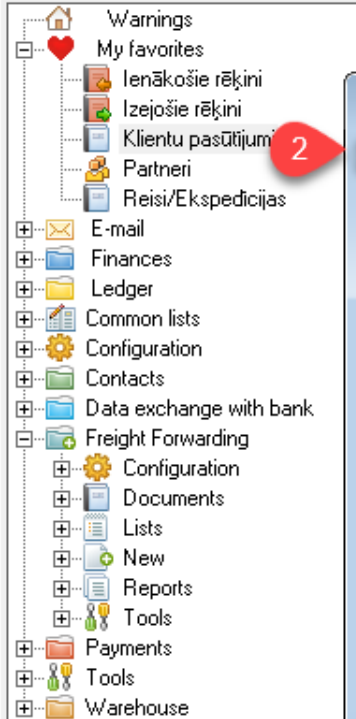 Warnings
My favorites
Ienākošie rēķini
Izejošie rēķini
Klientu pasūtījumi
2
Partneri
Reisi/Ekspedīcijas
E-mail
Finances
Ledger
Common lists
Configuration
Contacts
Data exchange with bank
Freight Forwarding
Configuration
Documents
Lists
New
Reports
Tools
Payments
Tools
Warehouse